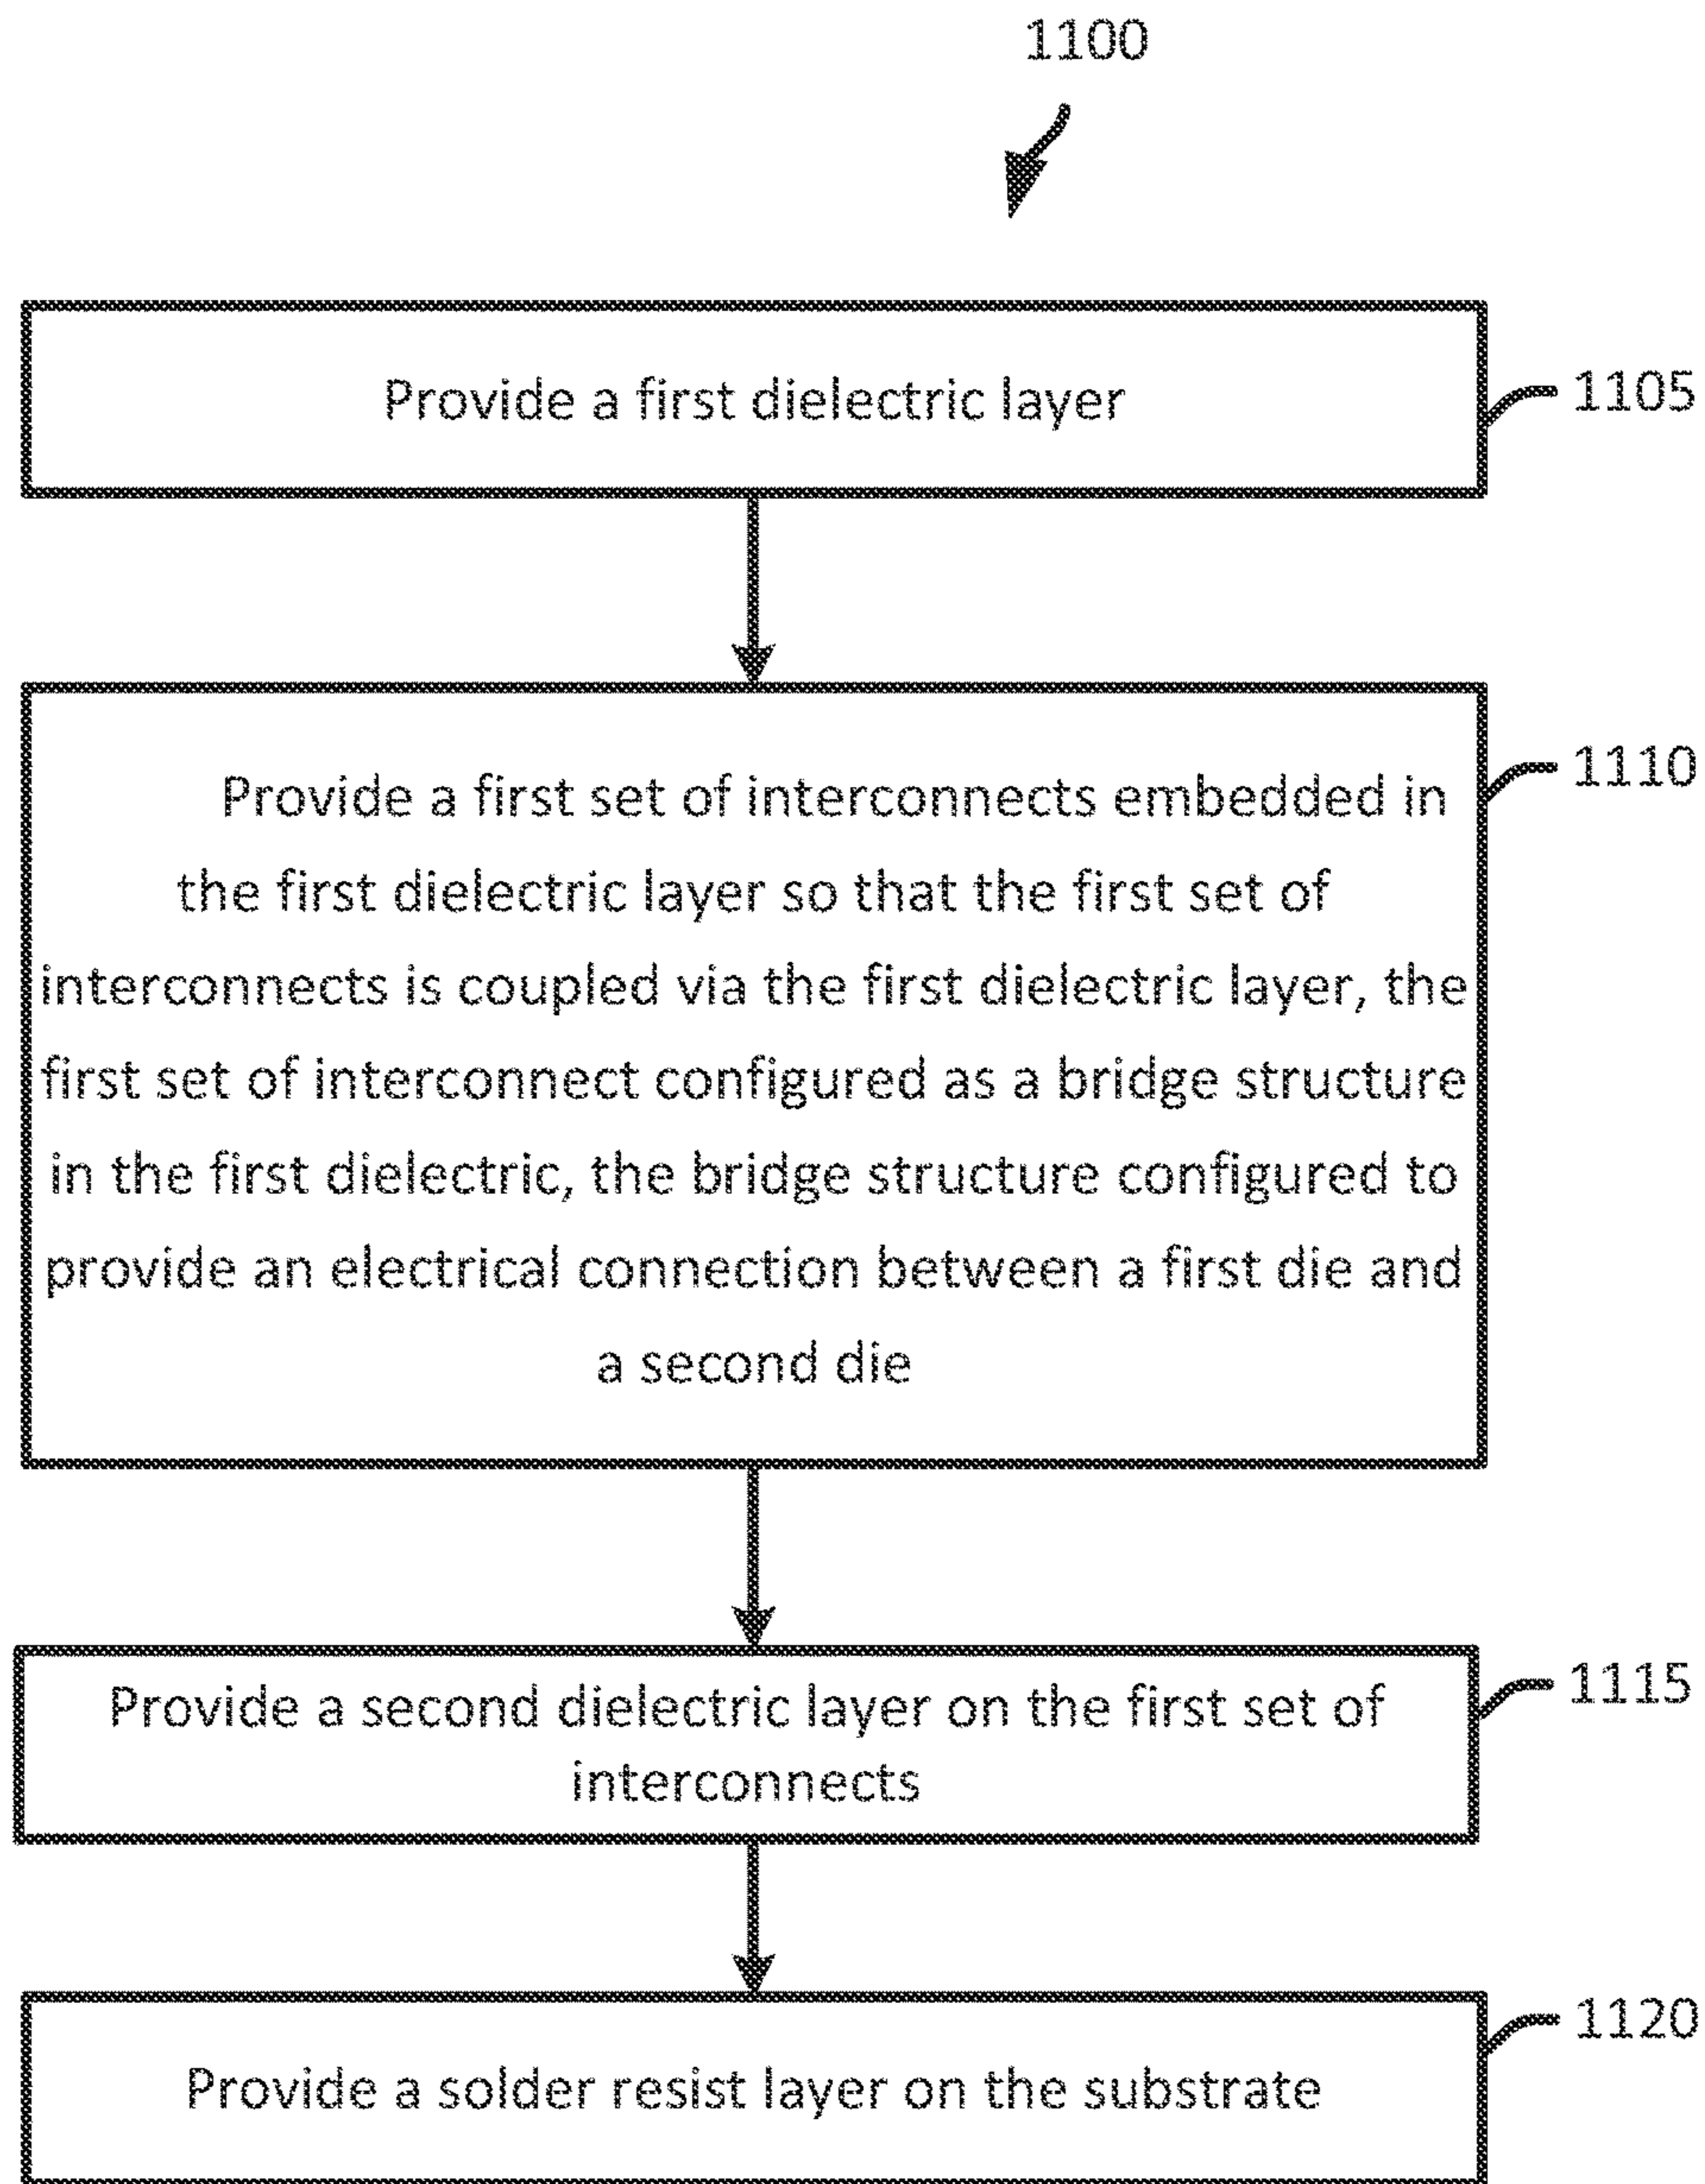 1100
Provide a first dielectric layer
1105
Provide a first set of interconnects embedded in
the first dielectric layer so that the first set of
interconnects is coupled via the first dielectric layer, the
first set of interconnect configured as a bridge structure
in the first dielectric, the bridge structure configured to
provide an electrical connection between a first die and
a second die
1110
Provide a second dielectric layer on the first set of
interconnects
1115
Provide a solder resist layer on the substrate
1120